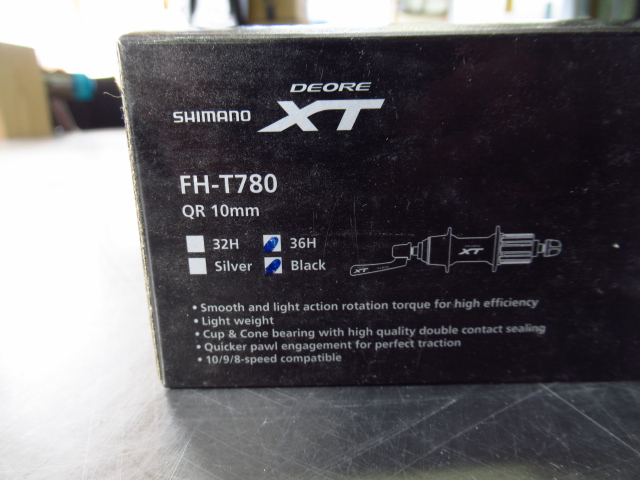 DEORE
SHIMANO XT
FH-T780
QR 10mm
32H 36H
Silver Black
XT
XT
• Smooth and light action rotation torque for high efficiency
• Light weight
• Cup & Cone bearing with high quality double contact sealing
• Quicker pawl engagement for perfect traction
• 10/9/8-speed compatible